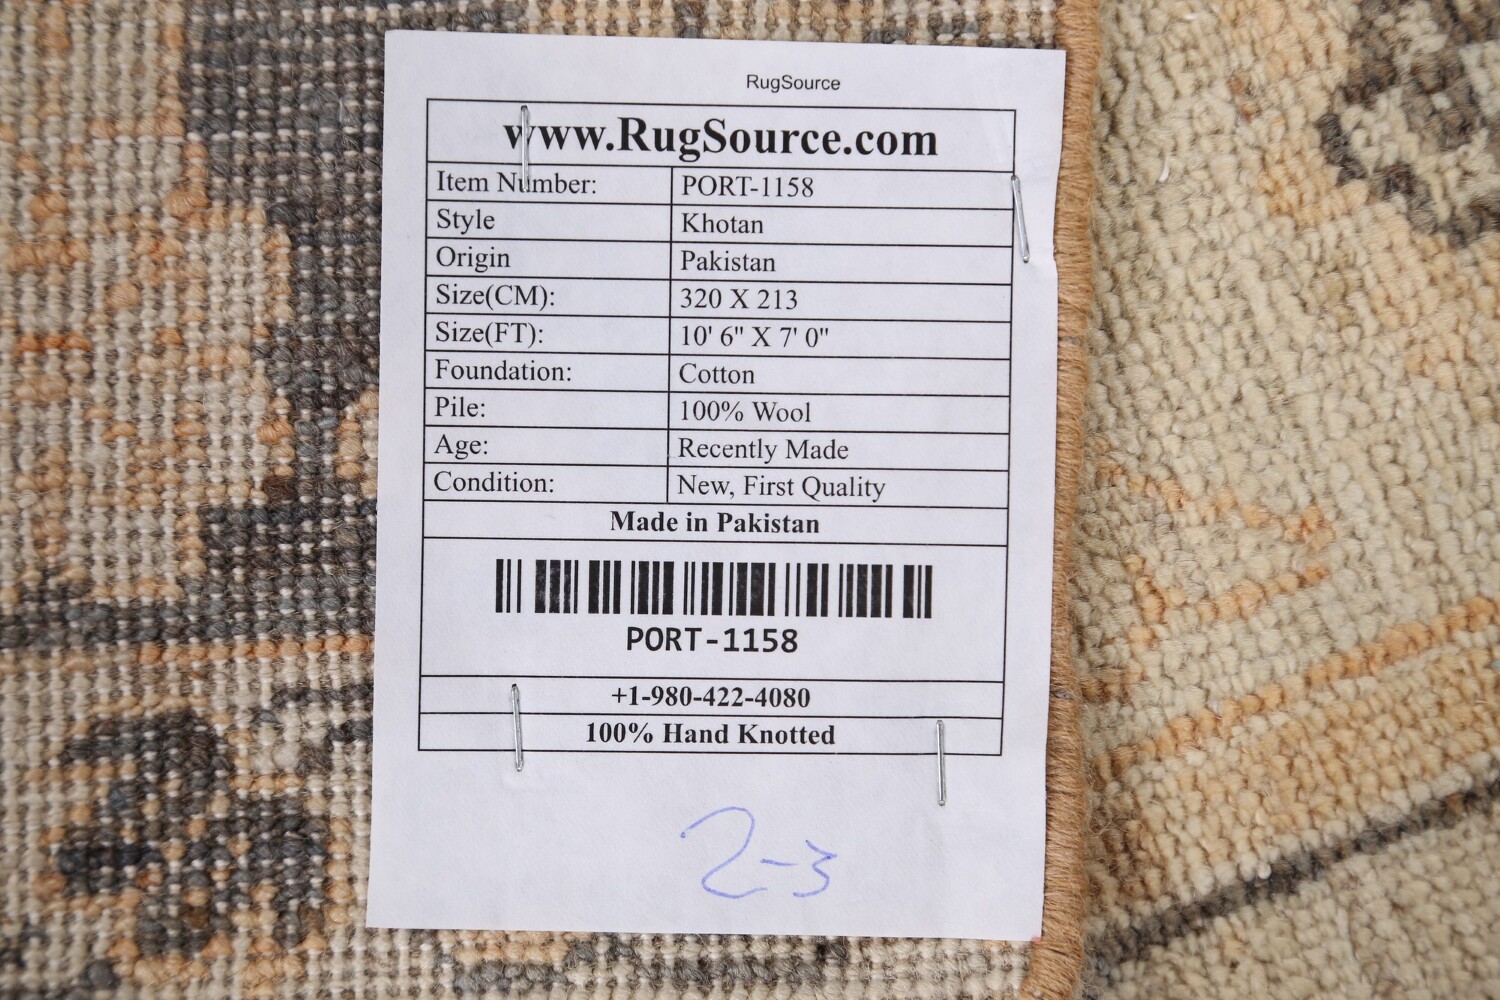 RugSource
www.RugSource.com
Item Number: PORT-1158
Style Khotan
Origin Pakistan
Size(CM): 320 X 213
Size(FT): 10' 6" X 7' 0"
Foundation: Cotton
Pile: 100% Wool
Age: Recently Made
Condition: New, First Quality
Made in Pakistan
PORT-1158
+1-980-422-4080
100% Hand Knotted
2-3